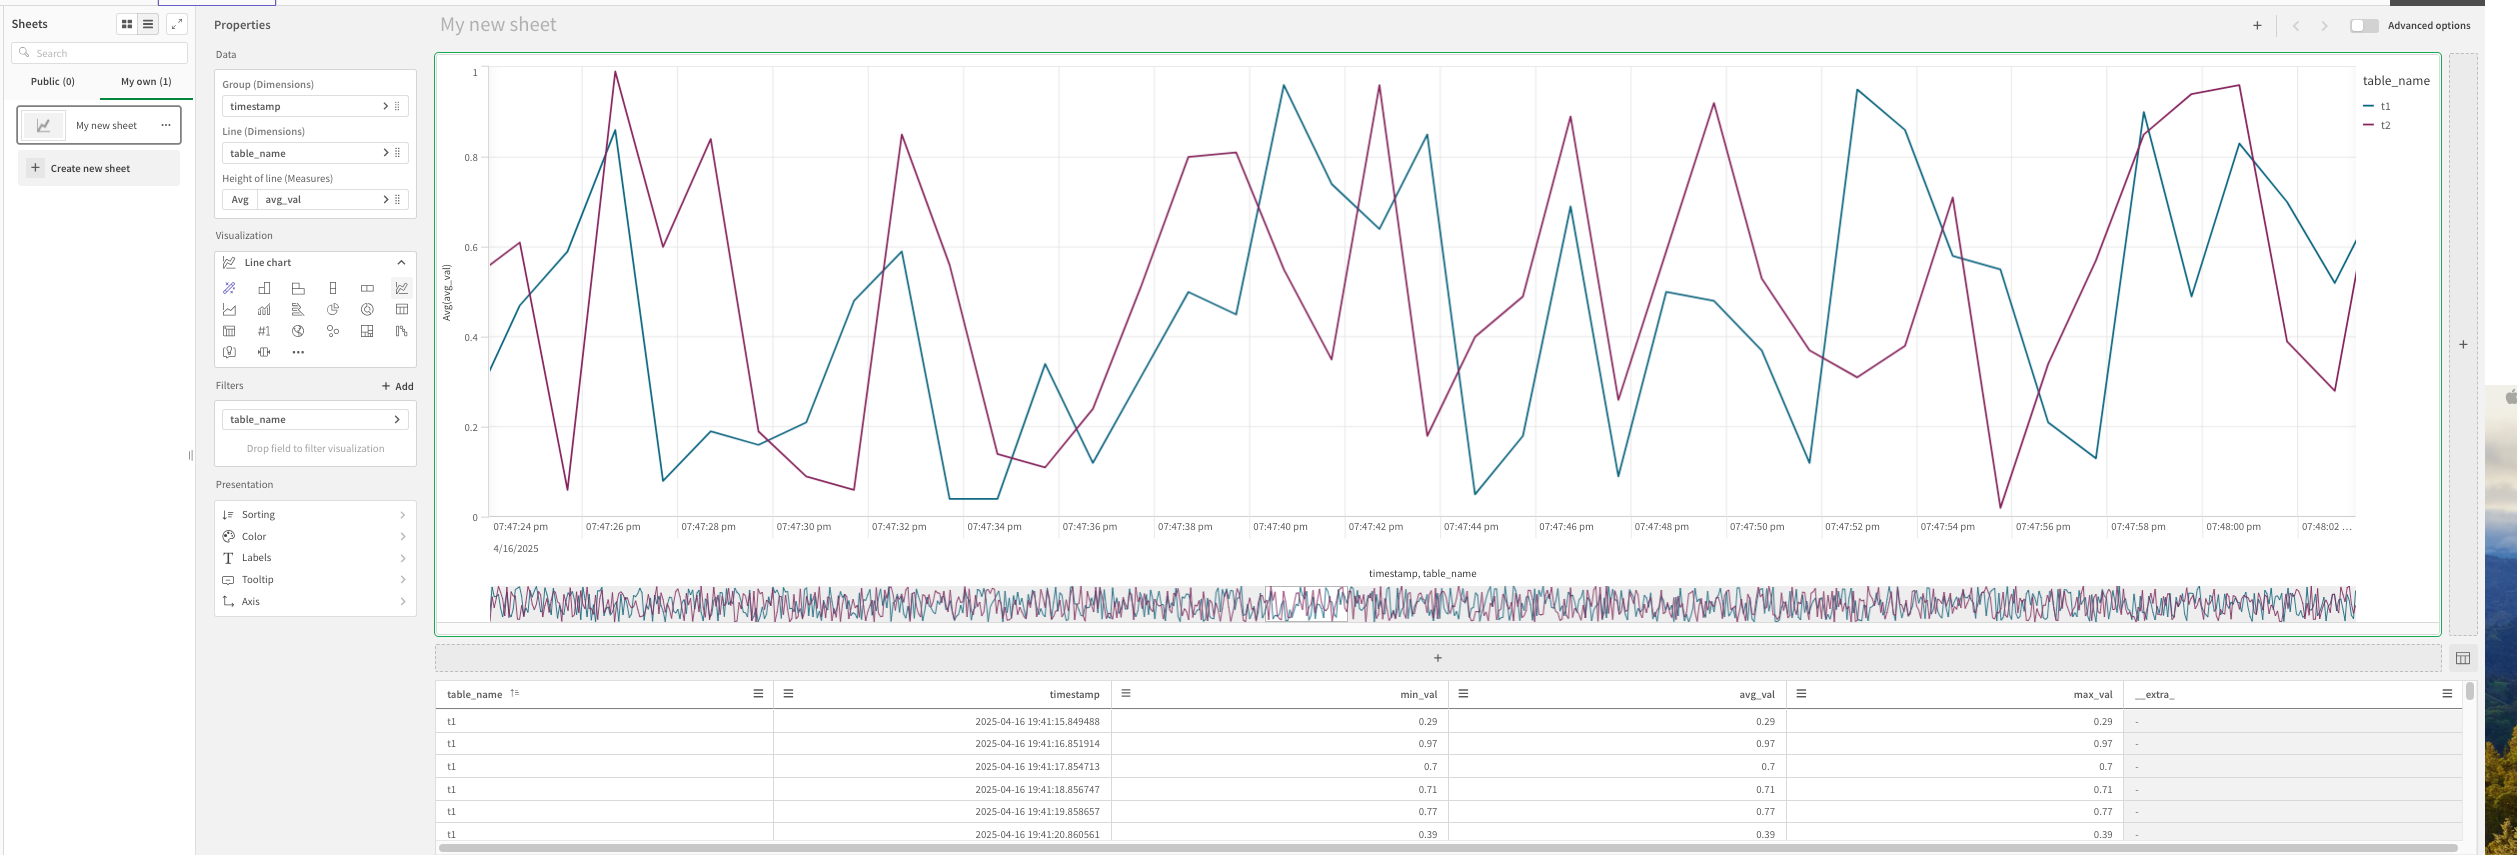 Sheets
Search
Public (0)
My own (1)
My new sheet
Create new sheet
Properties
Data
Group (Dimensions)
timestamp
Line (Dimensions)
table_name
Height of line (Measures)
Avg avg_val
Visualization
Line chart
#1
Filters
Add
table_name
Drop field to filter visualization
Presentation
Sorting
Color
Labels
Tooltip
Axis
My new sheet
Advanced options
1
0.8
0.6
0.4
0.2
0
Avg(avg_val)
07:47:24 pm 07:47:26 pm 07:47:28 pm 07:47:30 pm 07:47:32 pm 07:47:34 pm 07:47:36 pm 07:47:38 pm 07:47:40 pm 07:47:42 pm 07:47:44 pm 07:47:46 pm 07:47:48 pm 07:47:50 pm 07:47:52 pm 07:47:54 pm 07:47:56 pm 07:47:58 pm 07:48:00 pm 07:48:02 ...
4/16/2025
timestamp, table_name
table_name
t1
t2
table_name timestamp min_val avg_val max_val __extra_
t1 2025-04-16 19:41:15.849488 0.29 0.29 0.29 -
t1 2025-04-16 19:41:16.851914 0.97 0.97 0.97 -
t1 2025-04-16 19:41:17.854713 0.7 0.7 0.7 -
t1 2025-04-16 19:41:18.856747 0.71 0.71 0.71 -
t1 2025-04-16 19:41:19.858657 0.77 0.77 0.77 -
t1 2025-04-16 19:41:20.860561 0.39 0.39 0.39 -